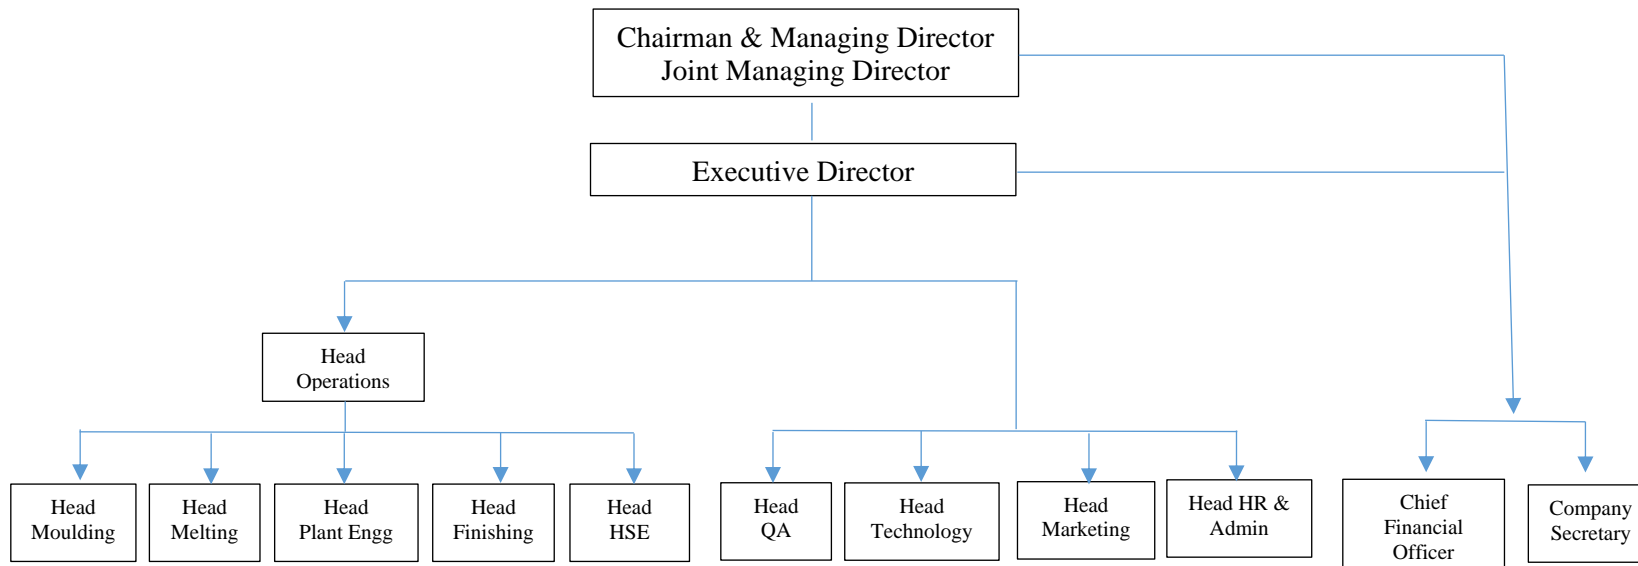 Chairman & Managing Director
Joint Managing Director
Executive Director
Head
Operations
Head
Moulding
Head
Melting
Head
Plant Engg
Head
Finishing
Head
HSE
Head
QA
Head
Technology
Head
Marketing
Head HR &
Admin
Chief
Financial
Officer
Company
Secretary